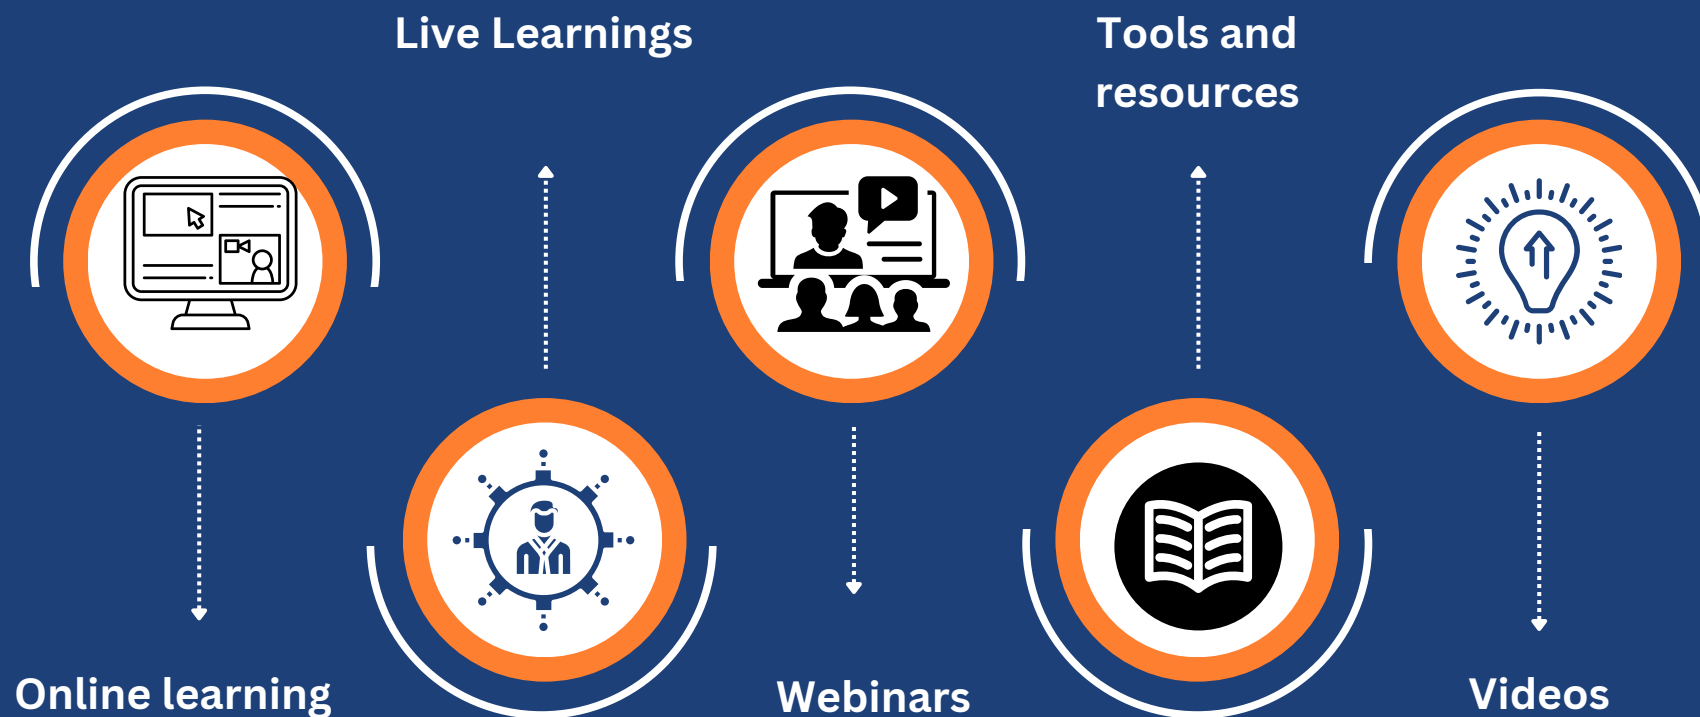 Live Learnings
Tools and
resources
Online learning
Webinars
Videos